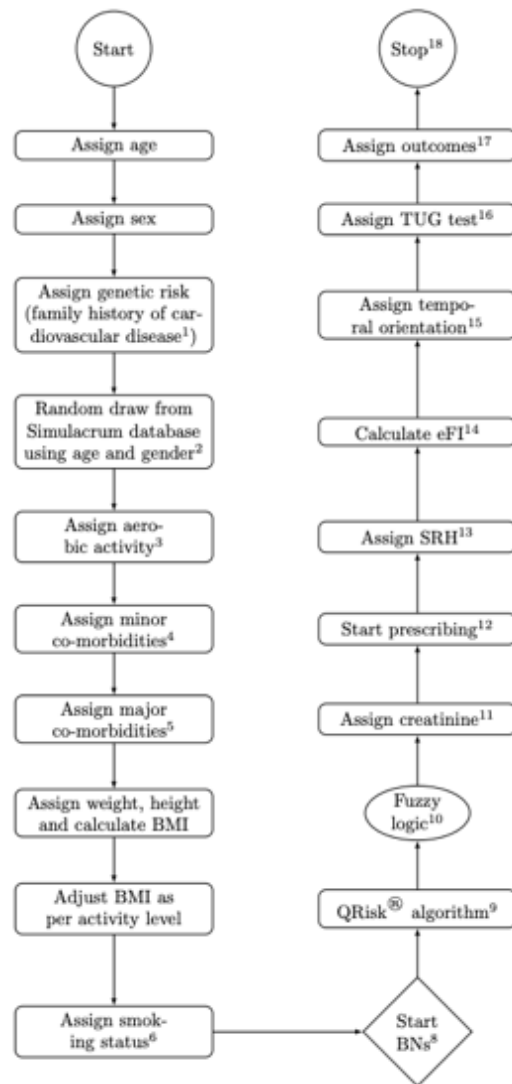 Start
Assign age
Assign sex
Assign genetic risk
(family history of car-
diovascular disease¹)
Random draw from
Simulacrum database
using age and gender²
Assign aero-
bic activity³
Assign minor
co-morbidities⁴
Assign major
co-morbidities⁵
Assign weight, height
and calculate BMI
Adjust BMI as
per activity level
Assign smok-
ing status⁶
Start
BNs⁸
QRisk® algorithm⁹
Fuzzy
logic¹⁰
Assign creatinine¹¹
Start prescribing¹²
Assign SRH¹³
Calculate eFI¹⁴
Assign tempo-
ral orientation¹⁵
Assign TUG test¹⁶
Assign outcomes¹⁷
Stop¹⁸